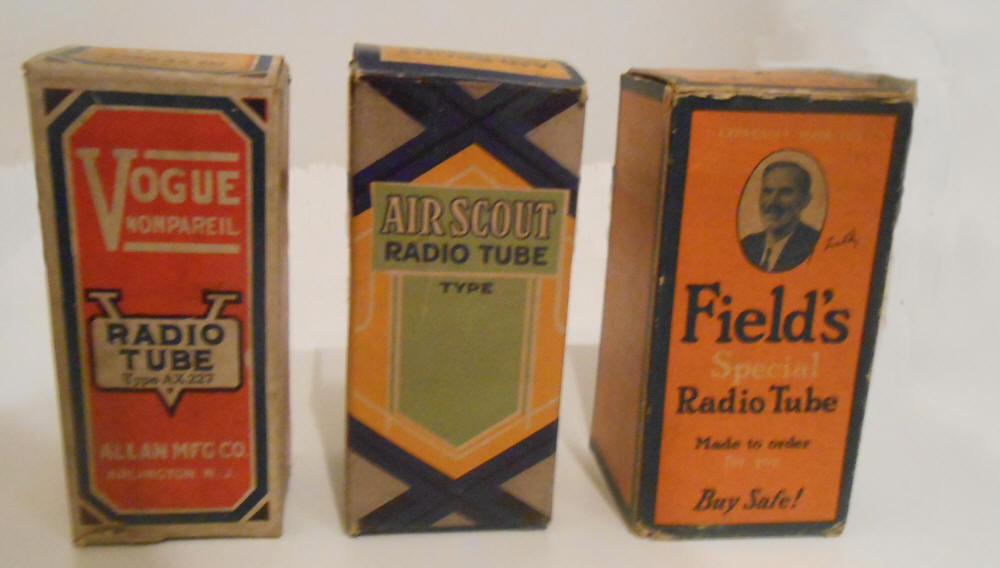 VOGUE
NONPAREIL
RADIO
TUBE
Type AX 227
ALLAN MFG CO.
ARLINGTON N. J.
AIR SCOUT
RADIO TUBE
TYPE
Field's
Special
Radio Tube
Made to order
for you
Buy Safe!